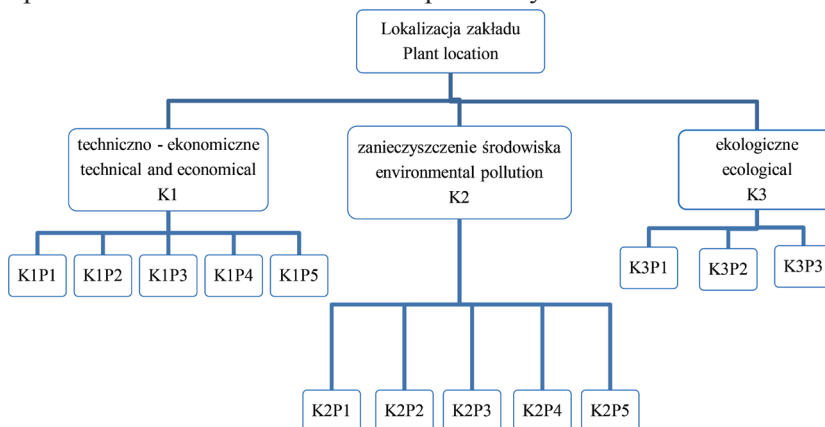 Lokalizacja zakładu
Plant location
techniczno - ekonomiczne
technical and economical
K1
zanieczyszczenie środowiska
environmental pollution
K2
ekologiczne
ecological
K3
K1P1
K1P2
K1P3
K1P4
K1P5
K3P1
K3P2
K3P3
K2P1
K2P2
K2P3
K2P4
K2P5